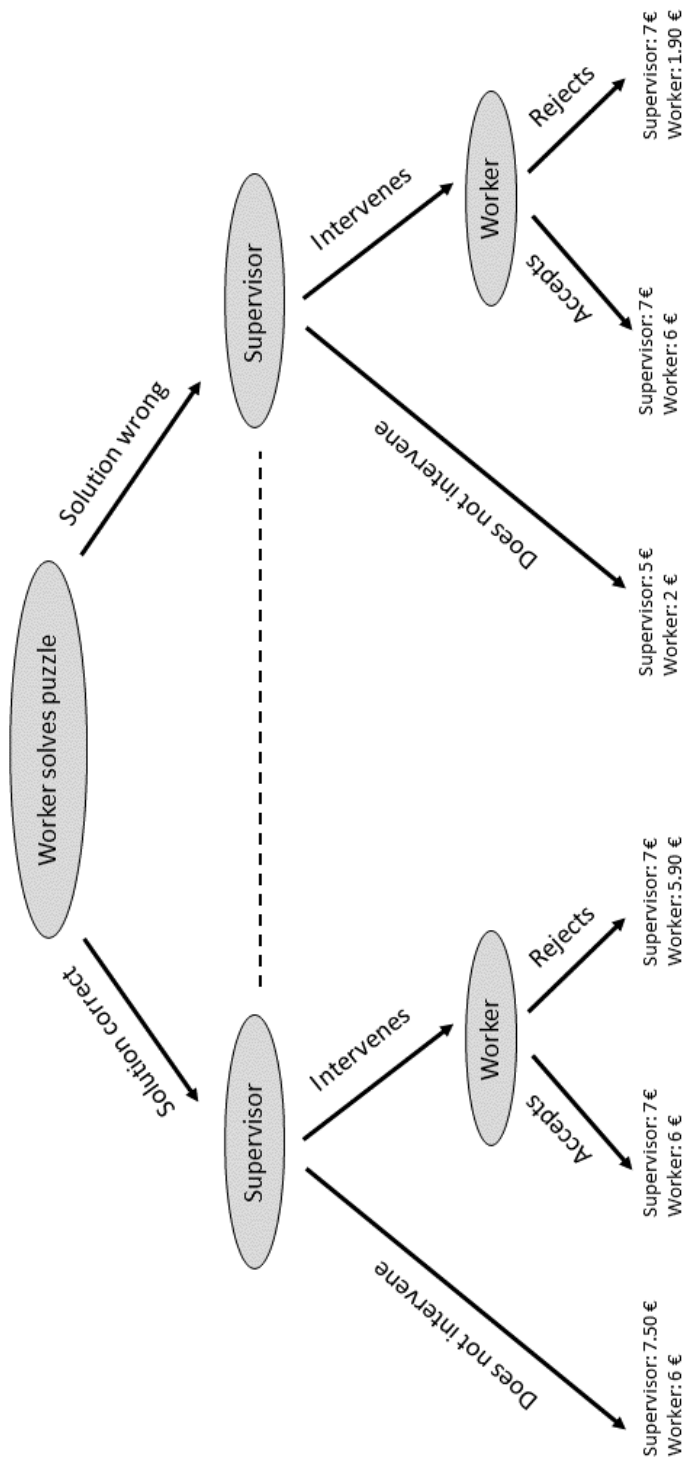 Worker solves puzzle
Solution correct
Solution wrong
Supervisor
Supervisor
Does not intervene
Intervenes
Does not intervene
Intervenes
Worker
Worker
Accepts
Rejects
Accepts
Rejects
Supervisor: 7.50 €
Worker: 6 €
Supervisor: 7 €
Worker: 6 €
Supervisor: 7 €
Worker: 5.90 €
Supervisor: 5 €
Worker: 2 €
Supervisor: 7 €
Worker: 6 €
Supervisor: 7 €
Worker: 1.90 €